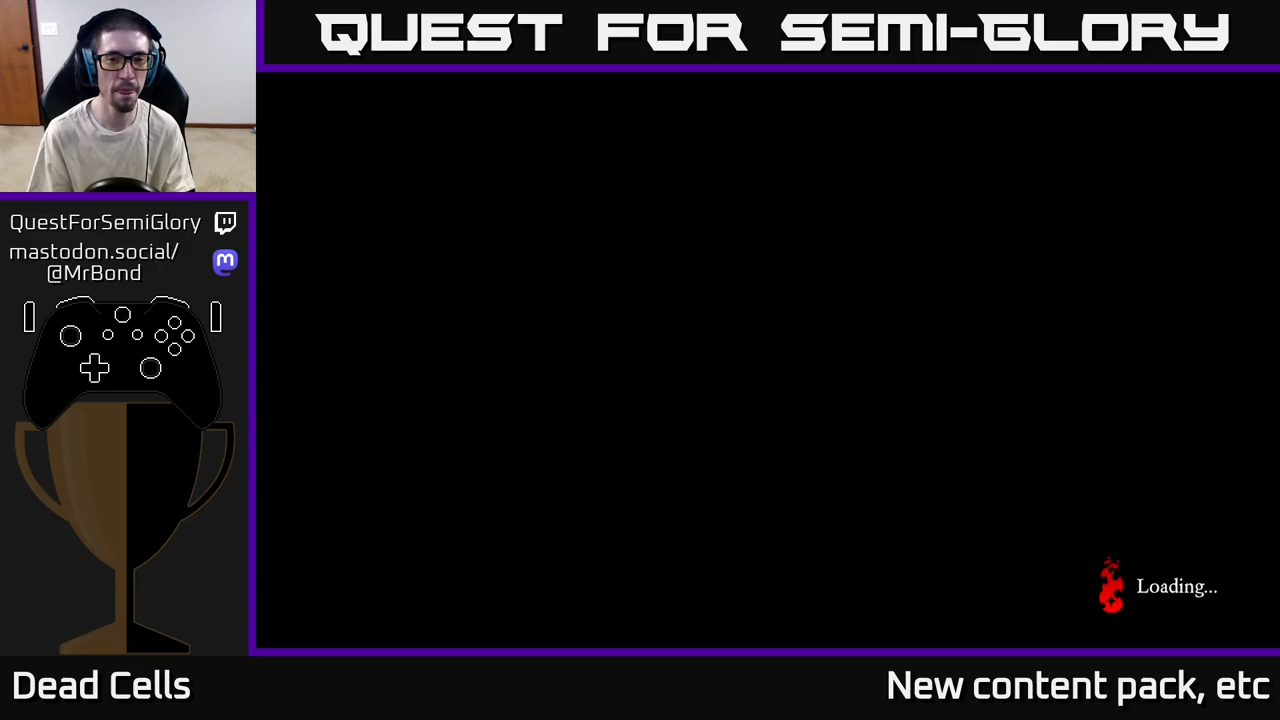 QUEST FOR SEMI-GLORY
QuestForSemiGlory
mastodon.social/
@MrBond
Loading...
Dead Cells
New content pack, etc